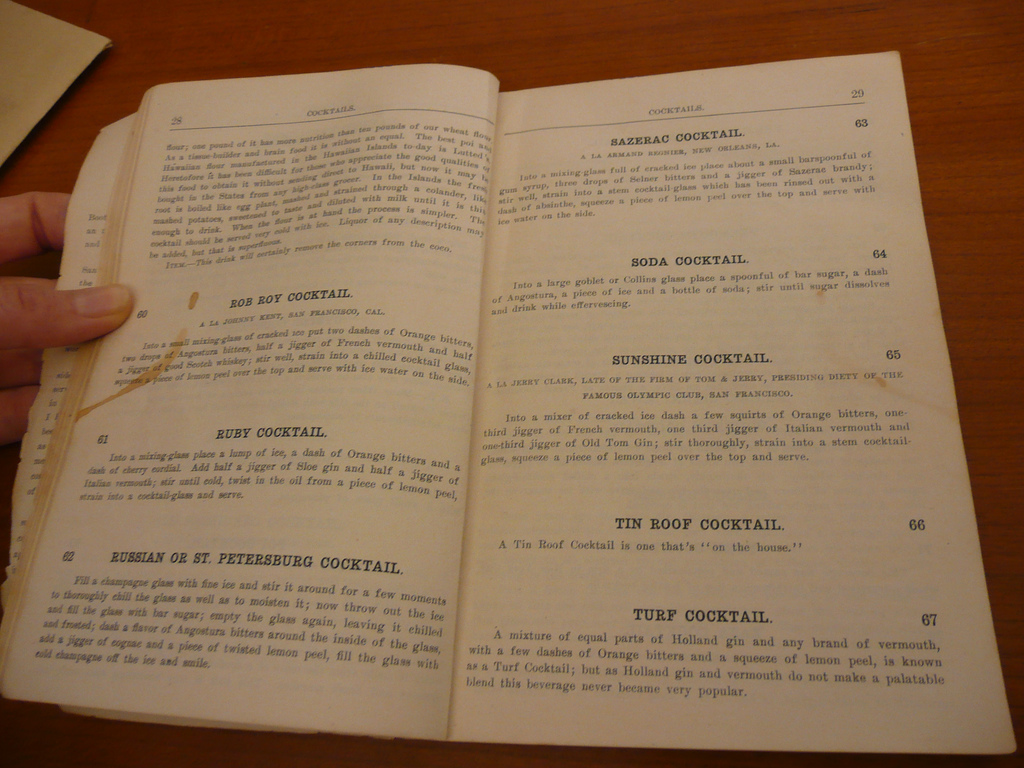 28
COCKTAILS.
flour; one pound of it has more nutrition than ten pounds of our wheat flour
As a tissue-builder and brain food it is without an equal. The best poi and
Hawaiian flour manufactured in the Hawaiian Islands to-day is
Heretofore it has been difficult for those who appreciate the good qualities of
this food to obtain it without sending direct to Hawaii, but now it may be
bought in the States from any high-class grocer. In the Islands the fresh
root is boiled like egg plant, mashed and strained through a colander, like
mashed potatoes, sweetened to taste and diluted with milk until it is thin
enough to drink. When the flour is at hand the process is simpler. The
cocktail should be served very cold with ice. Liquor of any description may
be added, but that is superfluous.
ITEM.—This drink will certainly remove the corners from the coco.
60
ROB ROY COCKTAIL.
A LA JOHNNY KENT, SAN FRANCISCO, CAL.
Into a small mixing-glass of cracked ice put two dashes of Orange bitters,
two drops of Angostura bitters, half a jigger of French vermouth and half
a jigger of good Scotch whiskey; stir well, strain into a chilled cocktail glass,
squeeze a piece of lemon peel over the top and serve with ice water on the side.
61
RUBY COCKTAIL.
Into a mixing-glass place a lump of ice, a dash of Orange bitters and a
dash of cherry cordial. Add half a jigger of Sloe gin and half a jigger of
Italian vermouth; stir until cold, twist in the oil from a piece of lemon peel,
strain into a cocktail-glass and serve.
62
RUSSIAN OR ST. PETERSBURG COCKTAIL.
Fill a champagne glass with fine ice and stir it around for a few moments
to thoroughly chill the glass as well as to moisten it; now throw out the ice
and fill the glass with bar sugar; empty the glass again, leaving it chilled
and frosted; dash a flavor of Angostura bitters around the inside of the glass,
add a jigger of cognac and a piece of twisted lemon peel, fill the glass with
cold champagne off the ice and smile.
29
COCKTAILS.
63
SAZERAC COCKTAIL.
A LA ARMAND REGNIER, NEW ORLEANS, LA.
Into a mixing-glass full of cracked ice place about a small barspoonful of
gum syrup, three drops of Selner bitters and a jigger of Sazerac brandy;
stir well, strain into a stem cocktail-glass which has been rinsed out with a
dash of absinthe, squeeze a piece of lemon peel over the top and serve with
ice water on the side.
64
SODA COCKTAIL.
Into a large goblet or Collins glass place a spoonful of bar sugar, a dash
of Angostura, a piece of ice and a bottle of soda; stir until sugar dissolves
and drink while effervescing.
65
SUNSHINE COCKTAIL.
A LA JERRY CLARK, LATE OF THE FIRM OF TOM & JERRY, PRESIDING DIETY OF THE
FAMOUS OLYMPIC CLUB, SAN FRANCISCO.
Into a mixer of cracked ice dash a few squirts of Orange bitters, one-
third jigger of French vermouth, one third jigger of Italian vermouth and
one-third jigger of Old Tom Gin; stir thoroughly, strain into a stem cocktail-
glass, squeeze a piece of lemon peel over the top and serve.
66
TIN ROOF COCKTAIL.
A Tin Roof Cocktail is one that's "on the house."
67
TURF COCKTAIL.
A mixture of equal parts of Holland gin and any brand of vermouth,
with a few dashes of Orange bitters and a squeeze of lemon peel, is known
as a Turf Cocktail; but as Holland gin and vermouth do not make a palatable
blend this beverage never became very popular.